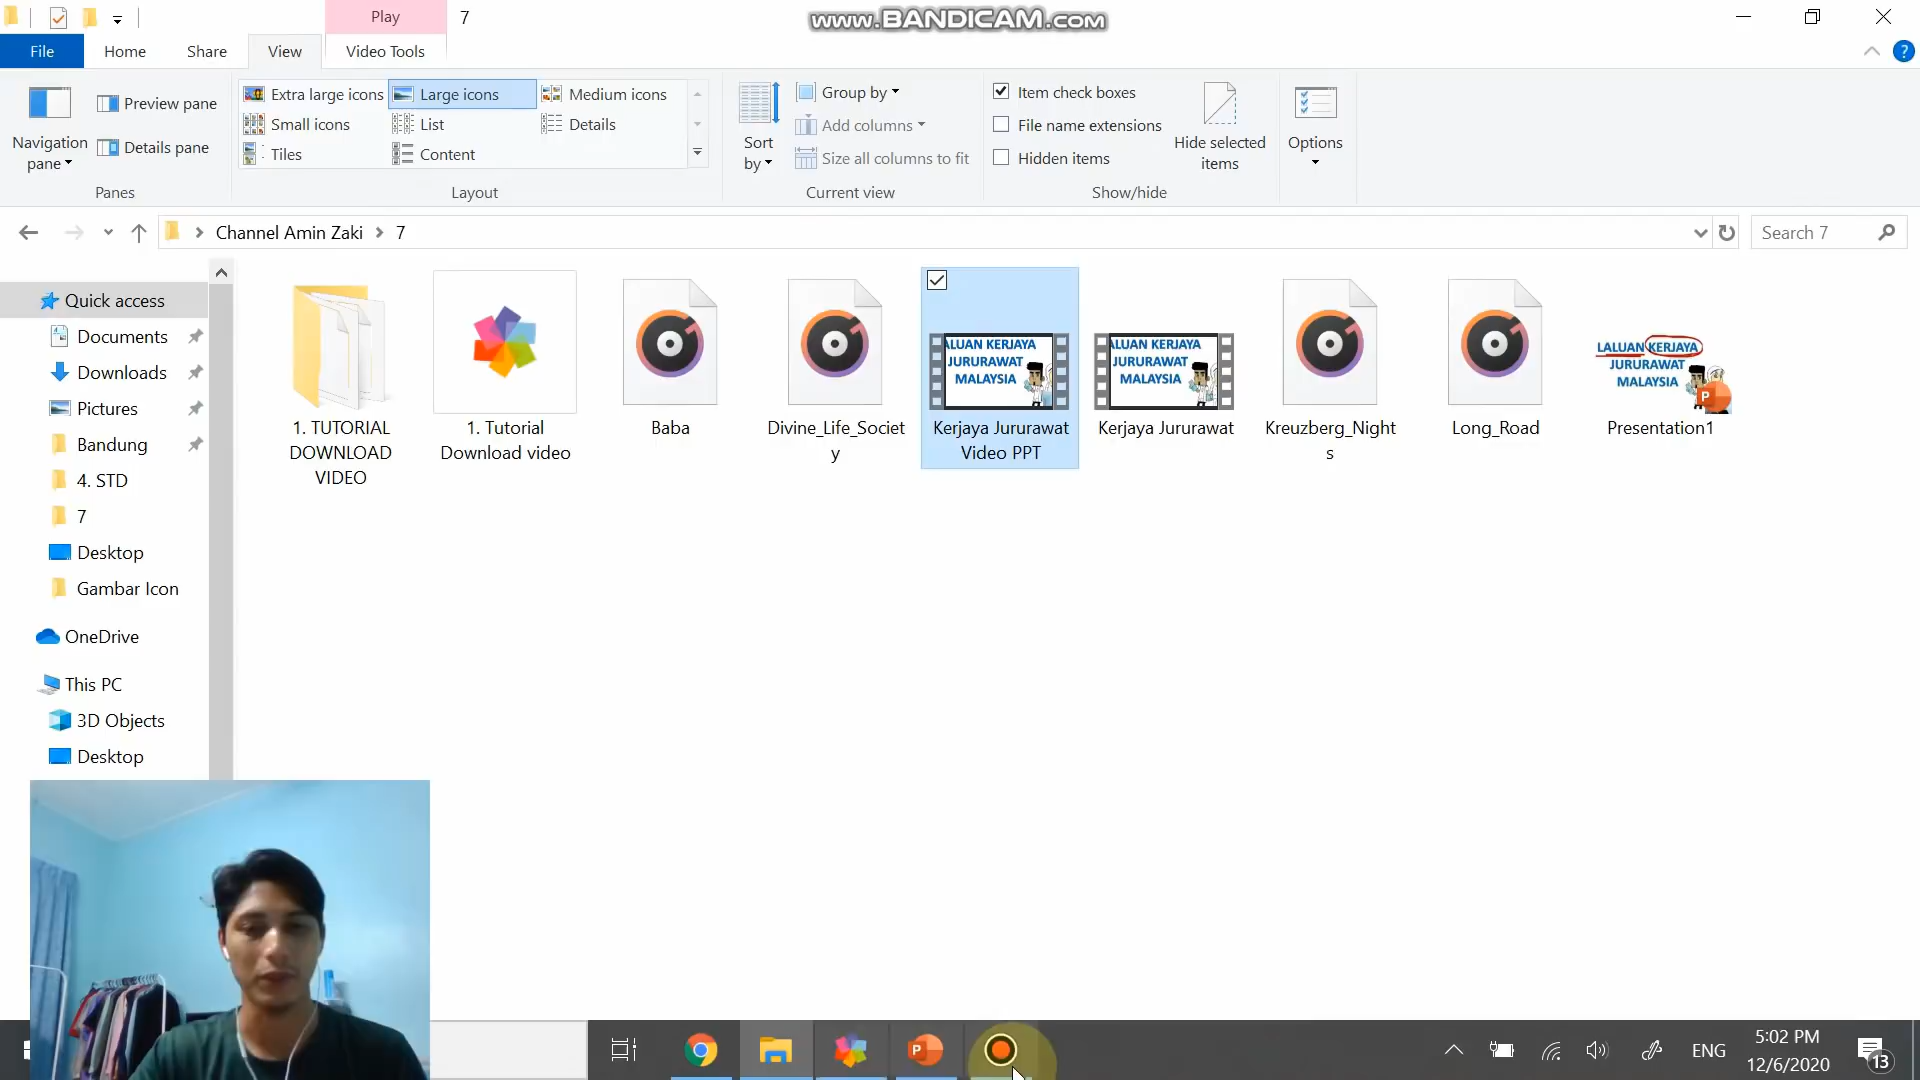 Play
7
www.BANDICAM.com
File
Home
Share
View
Video Tools
Navigation
pane
Preview pane
Details pane
Panes
Extra large icons
Large icons
Medium icons
Small icons
List
Details
Tiles
Content
Layout
Sort
by
Group by
Add columns
Size all columns to fit
Current view
Item check boxes
File name extensions
Hidden items
Hide selected
items
Show/hide
Options
Channel Amin Zaki
7
Search 7
Quick access
Documents
Downloads
Pictures
Bandung
4. STD
7
Desktop
Gambar Icon
OneDrive
This PC
3D Objects
Desktop
1. TUTORIAL
DOWNLOAD
VIDEO
1. Tutorial
Download video
Baba
Divine_Life_Societ
y
ALUAN KERJAYA
JURURAWAT
MALAYSIA
Kerjaya Jururawat
Video PPT
ALUAN KERJAYA
JURURAWAT
MALAYSIA
Kerjaya Jururawat
Kreuzberg_Night
s
Long_Road
LALUAN KERJAYA
JURURAWAT
MALAYSIA
P
Presentation1
P
ENG
5:02 PM
12/6/2020
13